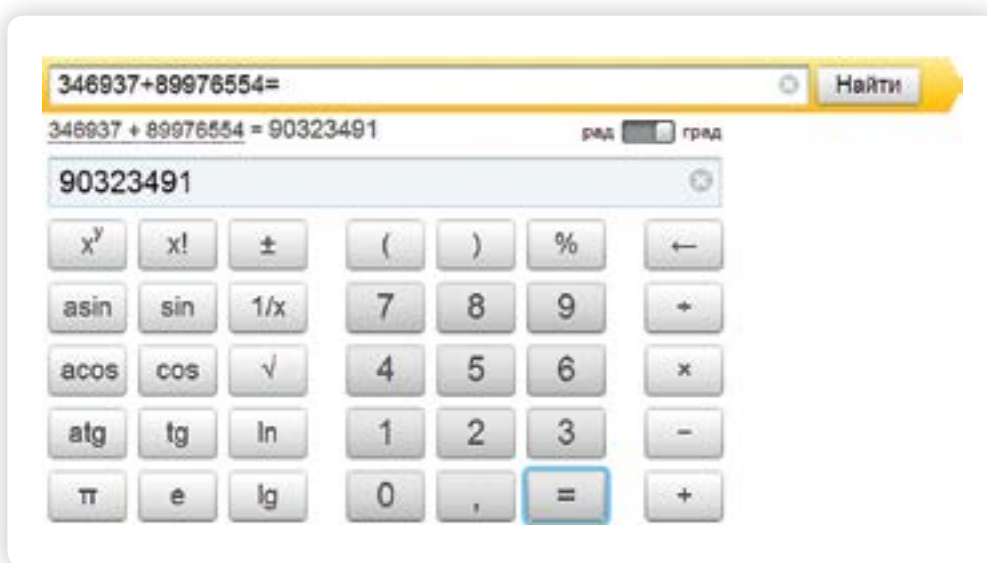 346937+89976554= Найти
346937 + 89976554 = 90323491 рад град
90323491
xʸ x! ± ( ) % ←
asin sin 1/x 7 8 9 ÷
acos cos √ 4 5 6 ×
atg tg ln 1 2 3 −
π e lg 0 , = +